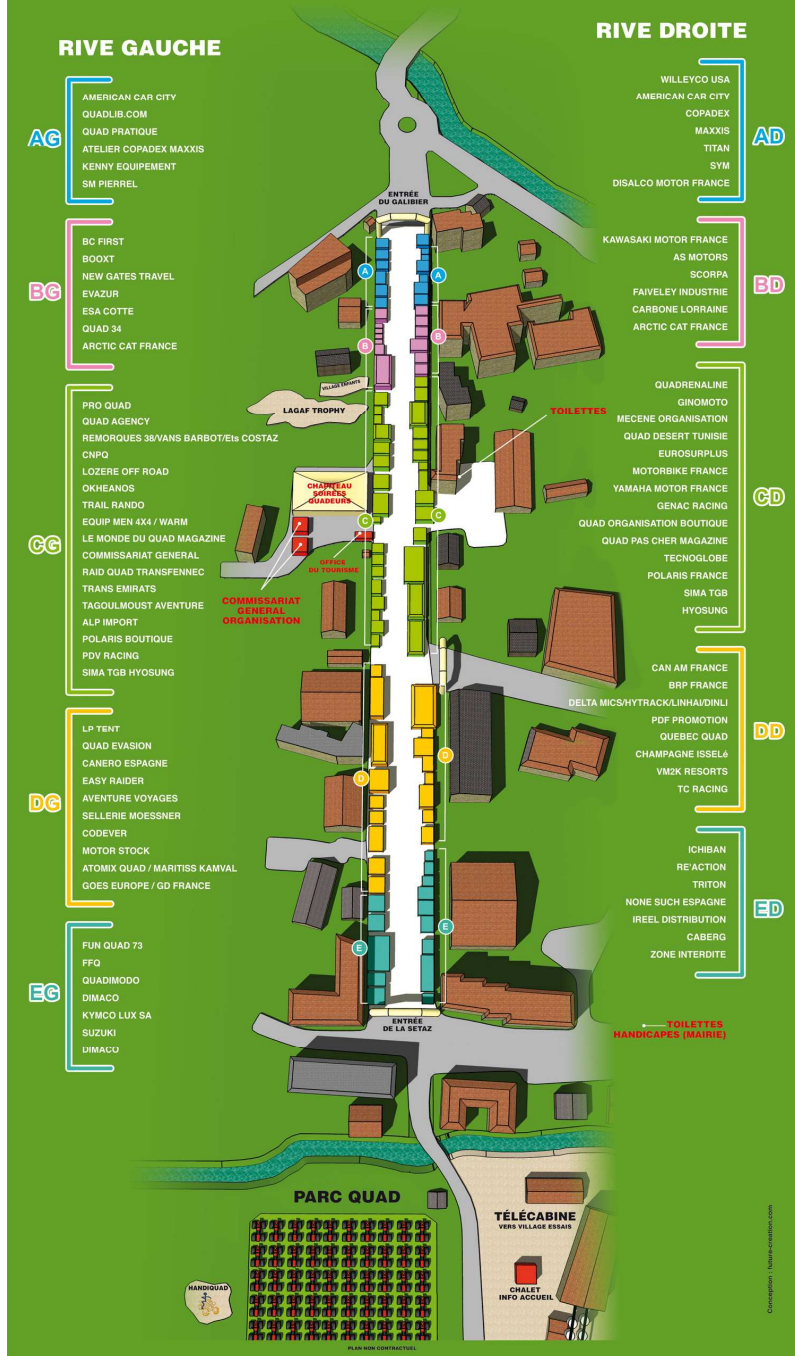 RIVE GAUCHE
AG
AMERICAN CAR CITY
QUADLIB.COM
QUAD PRATIQUE
ATELIER COPADEX MAXXIS
KENNY EQUIPEMENT
SM PIERREL
BG
BC FIRST
BOOXT
NEW GATES TRAVEL
EVAZUR
ESA COTTE
QUAD 34
ARCTIC CAT FRANCE
CG
PRO QUAD
QUAD AGENCY
REMORQUES 38/VANS BARBOT/Ets COSTAZ
CNPQ
LOZERE OFF ROAD
OKHEANOS
TRAIL RANDO
EQUIP MEN 4X4 / WARM
LE MONDE DU QUAD MAGAZINE
COMMISSARIAT GENERAL
RAID QUAD TRANSFENNEC
TRANS EMIRATS
TAGOULMOUST AVENTURE
ALP IMPORT
POLARIS BOUTIQUE
PDV RACING
SIMA TGB HYOSUNG
DG
LP TENT
QUAD EVASION
CANERO ESPAGNE
EASY RAIDER
AVENTURE VOYAGES
SELLERIE MOESSNER
CODEVER
MOTOR STOCK
ATOMIX QUAD / MARITISS KAMVAL
GOES EUROPE / GD FRANCE
EG
FUN QUAD 73
FFQ
QUADIMODO
DIMACO
KYMCO LUX SA
SUZUKI
DIMACO
ENTRÉE
DU GALIBIER
A
A
B
B
VILLAGE ENFANTS
LAGAF TROPHY
TOILETTES
CHAPITEAU
SOIRÉES
QUADEURS
C
C
OFFICE
DU TOURISME
COMMISSARIAT
GENERAL
ORGANISATION
D
D
E
E
ENTRÉE
DE LA SETAZ
RIVE DROITE
AD
WILLEYCO USA
AMERICAN CAR CITY
COPADEX
MAXXIS
TITAN
SYM
DISALCO MOTOR FRANCE
BD
KAWASAKI MOTOR FRANCE
AS MOTORS
SCORPA
FAIVELEY INDUSTRIE
CARBONE LORRAINE
ARCTIC CAT FRANCE
CD
QUADRENALINE
GINOMOTO
MECENE ORGANISATION
QUAD DESERT TUNISIE
EUROSURPLUS
MOTORBIKE FRANCE
YAMAHA MOTOR FRANCE
GENAC RACING
QUAD ORGANISATION BOUTIQUE
QUAD PAS CHER MAGAZINE
TECNOGLOBE
POLARIS FRANCE
SIMA TGB
HYOSUNG
DD
CAN AM FRANCE
BRP FRANCE
DELTA MICS/HYTRACK/LINHAI/DINLI
PDF PROMOTION
QUEBEC QUAD
CHAMPAGNE ISSELé
VM2K RESORTS
TC RACING
ED
ICHIBAN
RE'ACTION
TRITON
NONE SUCH ESPAGNE
IREEL DISTRIBUTION
CABERG
ZONE INTERDITE
TOILETTES
HANDICAPES (MAIRIE)
PARC QUAD
HANDIQUAD
TÉLÉCABINE
VERS VILLAGE ESSAIS
CHALET
INFO ACCUEIL
Conception : future-creation.com
PLAN NON CONTRACTUEL